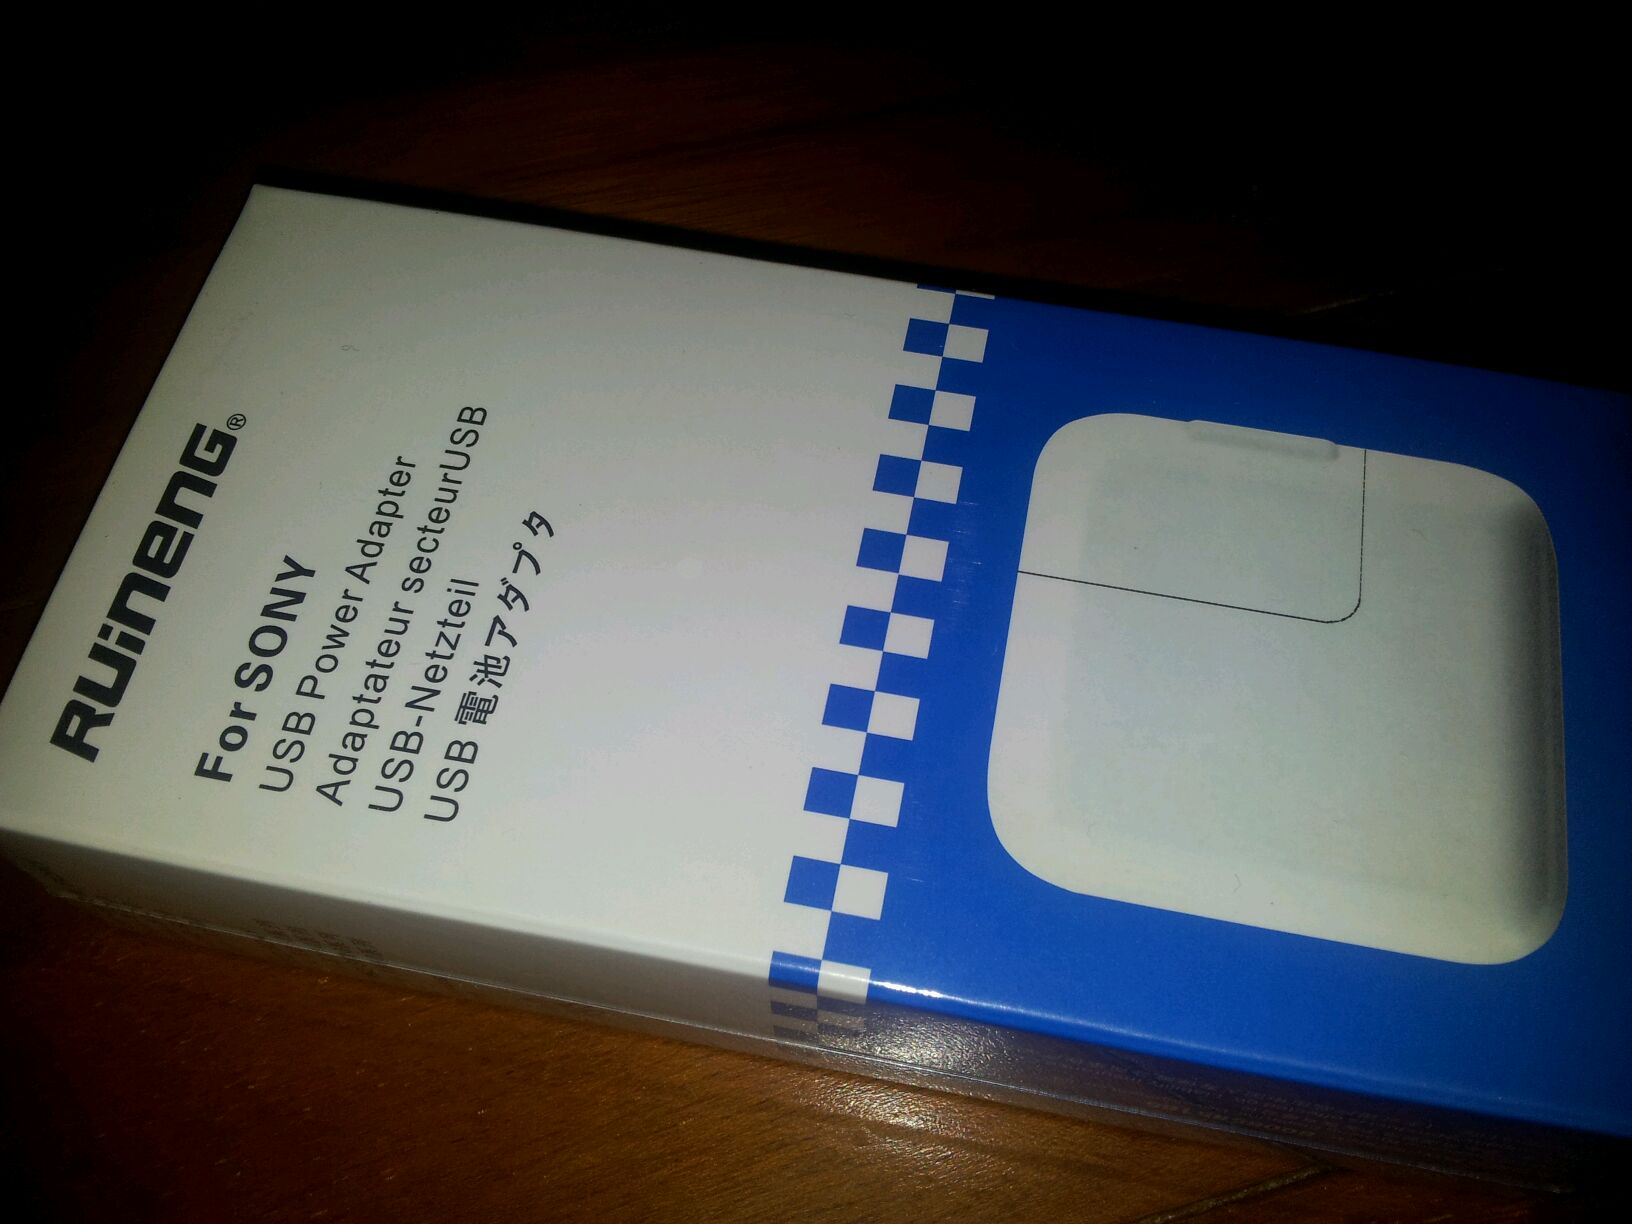 RUiNENG®
For SONY
USB Power Adapter
Adaptateur secteurUSB
USB-Netzteil
USB 電池アダプタ